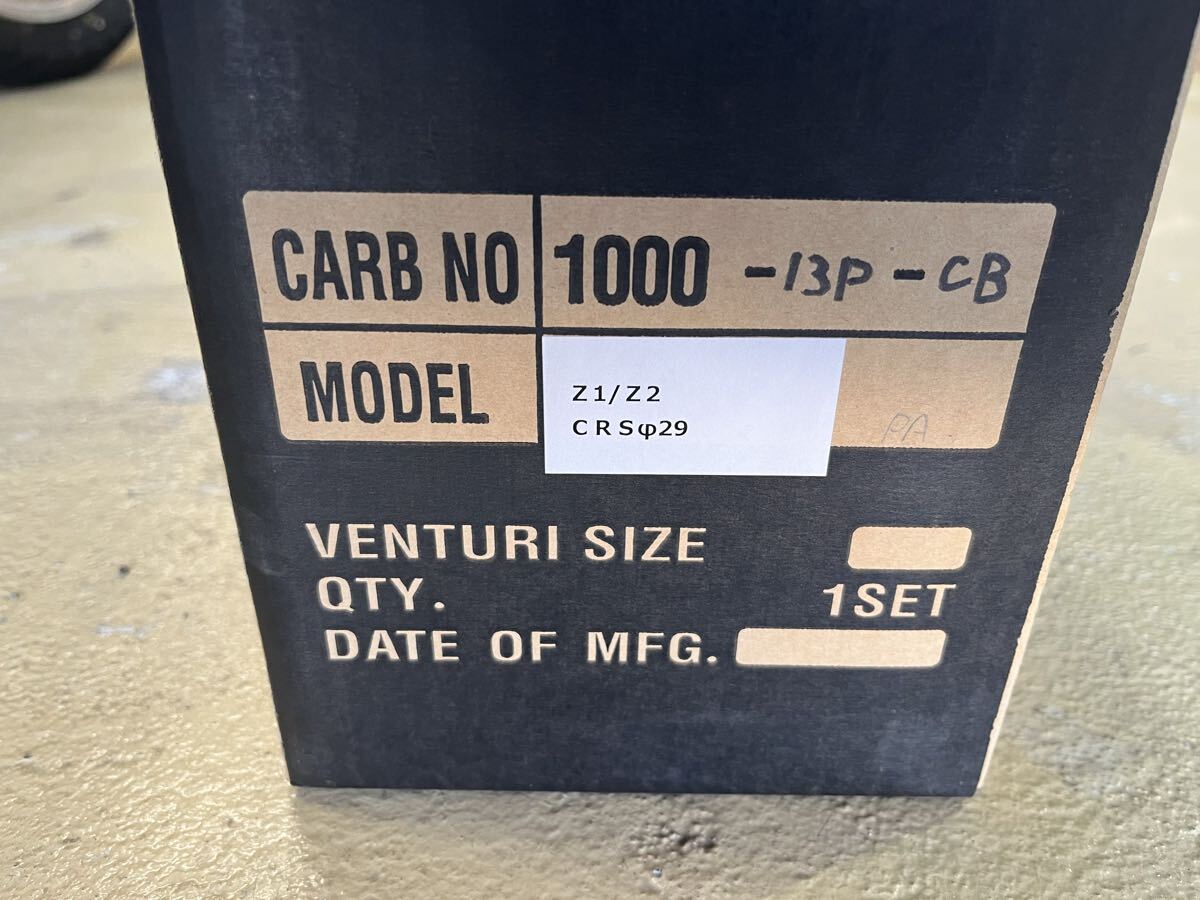 CARB NO 1000 -13P-CB
MODEL Z1/Z2
CRSφ29
PA
VENTURI SIZE
QTY. 1SET
DATE OF MFG.